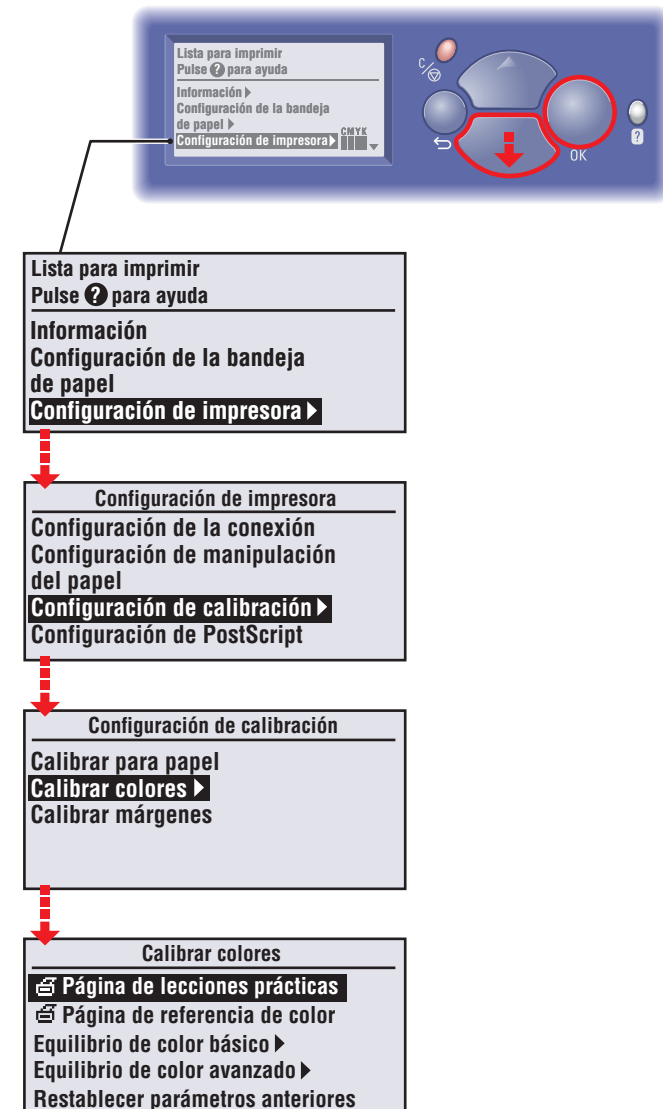 Lista para imprimir
Pulse ? para ayuda
Información
Configuración de la bandeja
de papel
Configuración de impresora
CMYK
C/
OK
?
Lista para imprimir
Pulse ? para ayuda
Información
Configuración de la bandeja
de papel
Configuración de impresora
Configuración de impresora
Configuración de la conexión
Configuración de manipulación
del papel
Configuración de calibración
Configuración de PostScript
Configuración de calibración
Calibrar para papel
Calibrar colores
Calibrar márgenes
Calibrar colores
Página de lecciones prácticas
Página de referencia de color
Equilibrio de color básico
Equilibrio de color avanzado
Restablecer parámetros anteriores